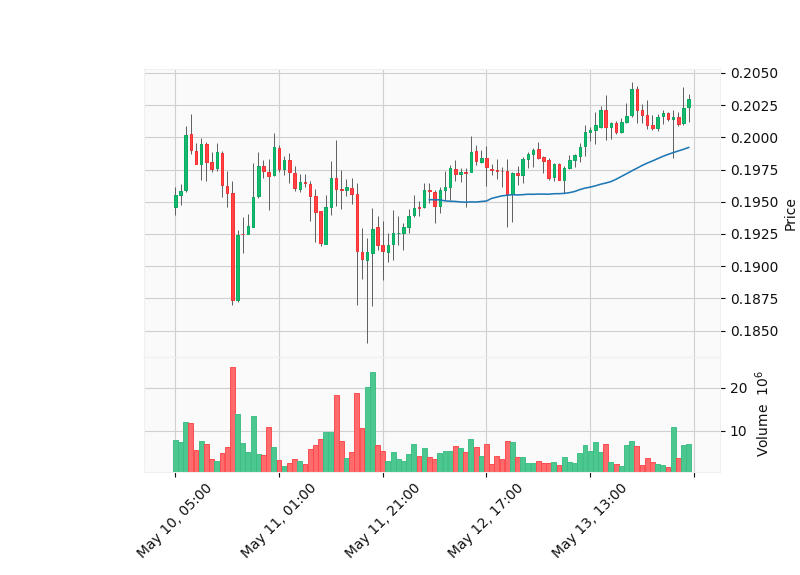 0.2050
0.2025
0.2000
0.1975
0.1950
0.1925
0.1900
0.1875
0.1850
Price
20
10
Volume 10^6
May 10, 05:00
May 11, 01:00
May 11, 21:00
May 12, 17:00
May 13, 13:00